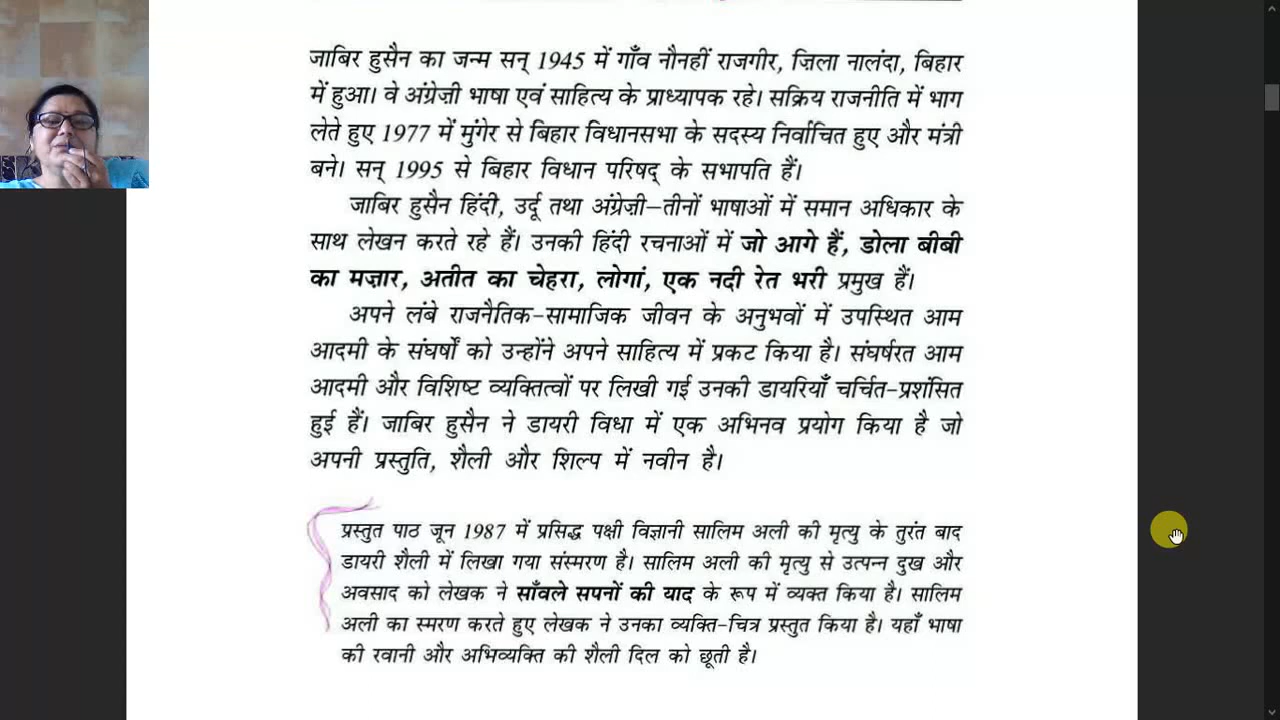 जाबिर हुसैन का जन्म सन् 1945 में गाँव नौनहीं राजगीर, ज़िला नालंदा, बिहार
में हुआ। वे अंग्रेज़ी भाषा एवं साहित्य के प्राध्यापक रहे। सक्रिय राजनीति में भाग
लेते हुए 1977 में मुंगेर से बिहार विधानसभा के सदस्य निर्वाचित हुए और मंत्री
बने। सन् 1995 से बिहार विधान परिषद् के सभापति हैं।
जाबिर हुसैन हिंदी, उर्दू तथा अंग्रेज़ी–तीनों भाषाओं में समान अधिकार के
साथ लेखन करते रहे हैं। उनकी हिंदी रचनाओं में जो आगे हैं, डोला बीबी
का मज़ार, अतीत का चेहरा, लोगां, एक नदी रेत भरी प्रमुख हैं।
अपने लंबे राजनैतिक-सामाजिक जीवन के अनुभवों में उपस्थित आम
आदमी के संघर्षों को उन्होंने अपने साहित्य में प्रकट किया है। संघर्षरत आम
आदमी और विशिष्ट व्यक्तित्वों पर लिखी गई उनकी डायरियाँ चर्चित-प्रशंसित
हुई हैं। जाबिर हुसैन ने डायरी विधा में एक अभिनव प्रयोग किया है जो
अपनी प्रस्तुति, शैली और शिल्प में नवीन है।
प्रस्तुत पाठ जून 1987 में प्रसिद्ध पक्षी विज्ञानी सालिम अली की मृत्यु के तुरंत बाद
डायरी शैली में लिखा गया संस्मरण है। सालिम अली की मृत्यु से उत्पन्न दुख और
अवसाद को लेखक ने साँवले सपनों की याद के रूप में व्यक्त किया है। सालिम
अली का स्मरण करते हुए लेखक ने उनका व्यक्ति-चित्र प्रस्तुत किया है। यहाँ भाषा
की रवानी और अभिव्यक्ति की शैली दिल को छूती है।